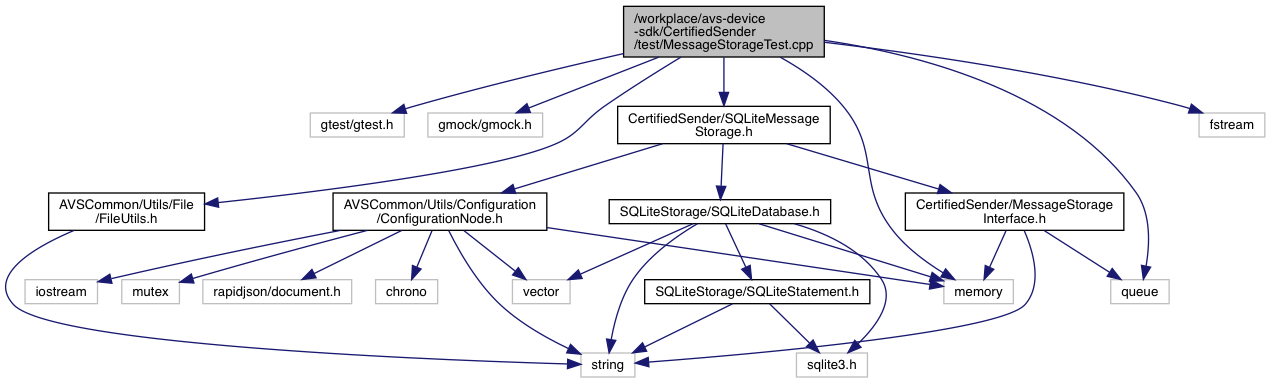 /workplace/avs-device
-sdk/CertifiedSender
/test/MessageStorageTest.cpp
gtest/gtest.h
gmock/gmock.h
CertifiedSender/SQLiteMessage
Storage.h
fstream
AVSCommon/Utils/File
/FileUtils.h
AVSCommon/Utils/Configuration
/ConfigurationNode.h
SQLiteStorage/SQLiteDatabase.h
CertifiedSender/MessageStorage
Interface.h
iostream
mutex
rapidjson/document.h
chrono
vector
SQLiteStorage/SQLiteStatement.h
memory
queue
string
sqlite3.h